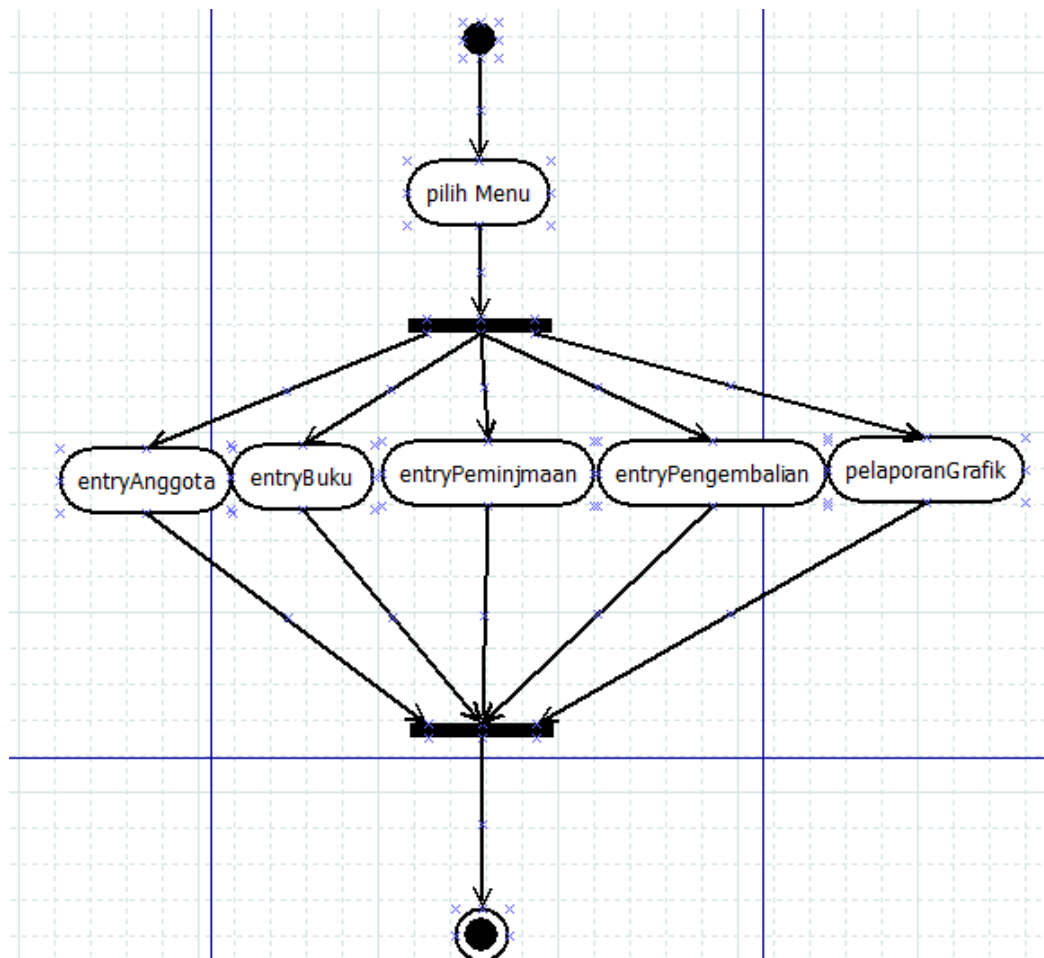 pilih Menu
entryAnggota
entryBuku
entryPeminjmaan
entryPengembalian
pelaporanGrafik